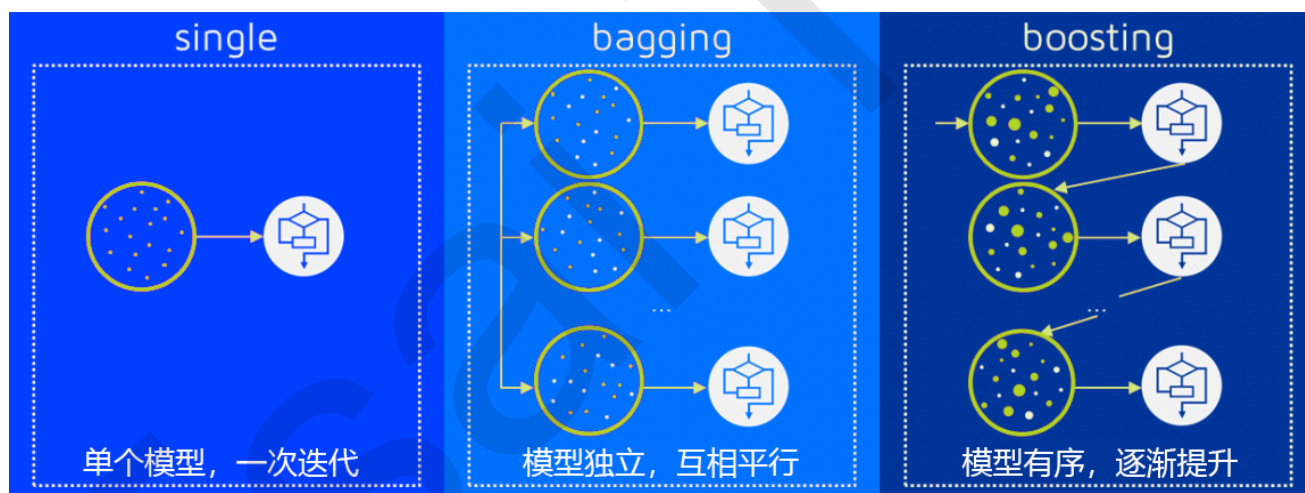 single
bagging
boosting
...
...
单个模型，一次迭代
模型独立，互相平行
模型有序，逐渐提升